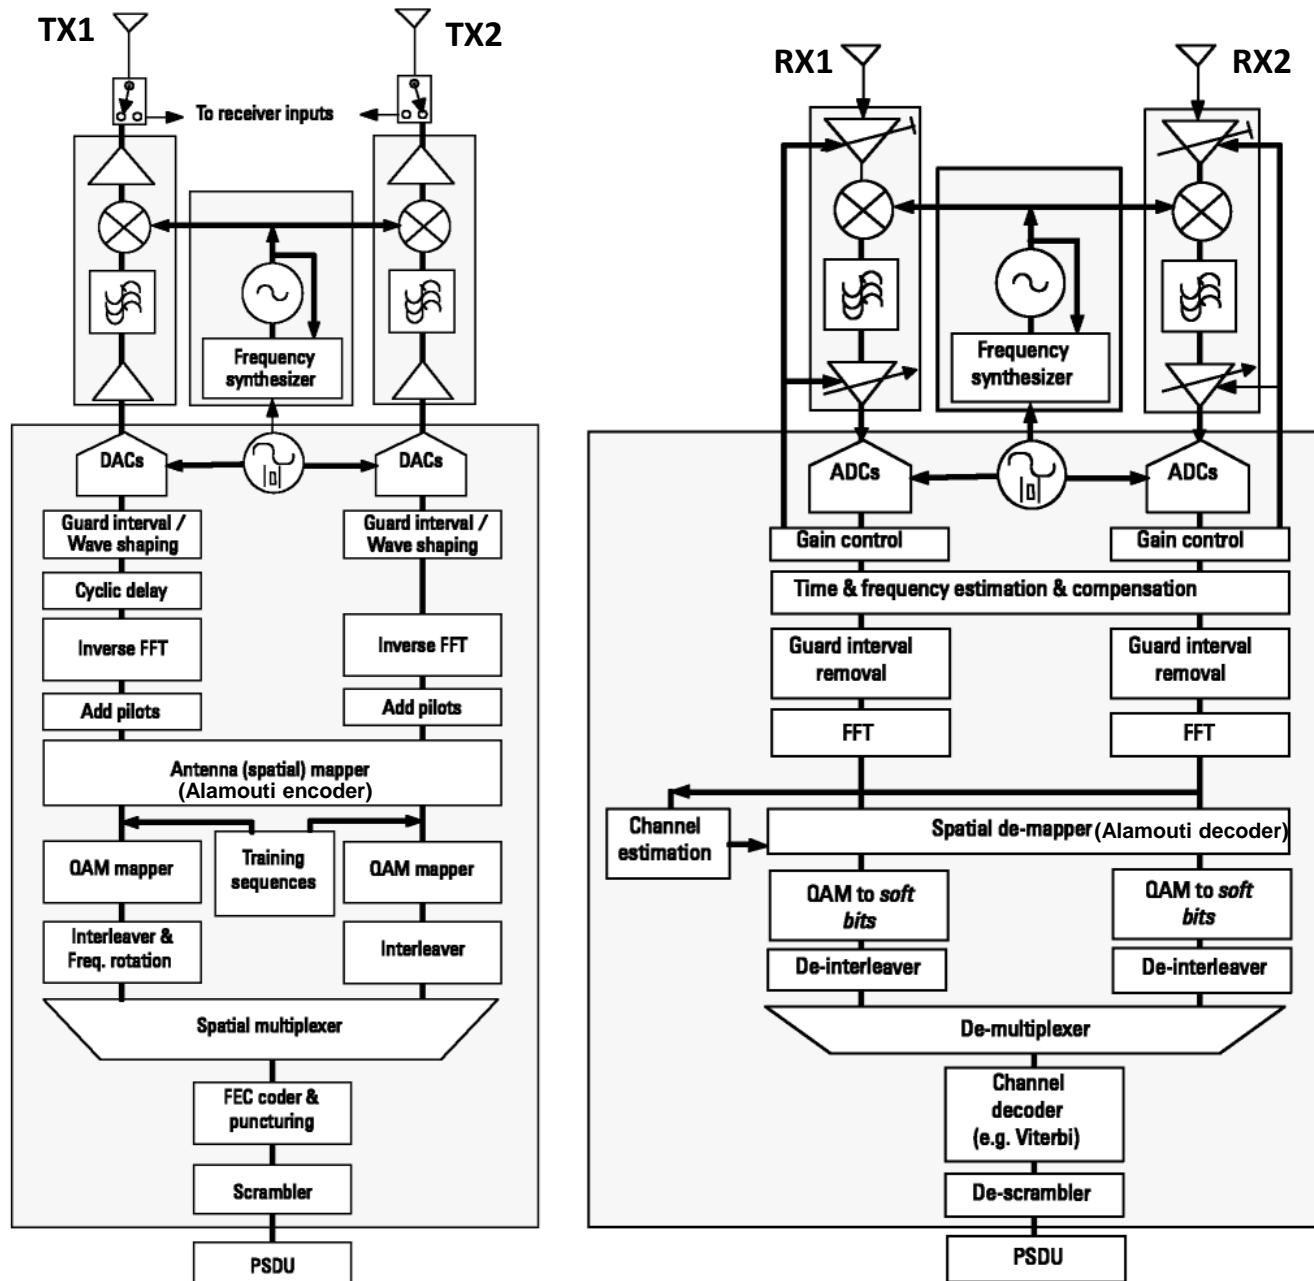 TX1
TX2
To receiver inputs
Frequency
synthesizer
DACs
DACs
Guard interval /
Wave shaping
Guard interval /
Wave shaping
Cyclic delay
Inverse FFT
Inverse FFT
Add pilots
Add pilots
Antenna (spatial) mapper
(Alamouti encoder)
QAM mapper
Training
sequences
QAM mapper
Interleaver &
Freq. rotation
Interleaver
Spatial multiplexer
FEC coder &
puncturing
Scrambler
PSDU
RX1
RX2
Frequency
synthesizer
ADCs
ADCs
Gain control
Gain control
Time & frequency estimation & compensation
Guard interval
removal
Guard interval
removal
FFT
FFT
Channel
estimation
Spatial de-mapper (Alamouti decoder)
QAM to soft
bits
QAM to soft
bits
De-interleaver
De-interleaver
De-multiplexer
Channel
decoder
(e.g. Viterbi)
De-scrambler
PSDU